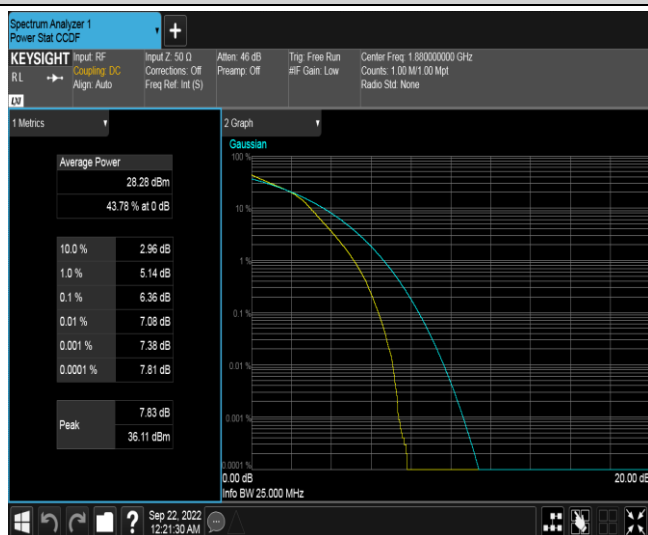 Spectrum Analyzer 1
Power Stat CCDF
+
KEYSIGHT
RL
LXI
Input: RF
Coupling: DC
Align: Auto
Input Z: 50 Ω
Corrections: Off
Freq Ref: Int (S)
Atten: 46 dB
Preamp: Off
Trig: Free Run
#IF Gain: Low
Center Freq: 1.880000000 GHz
Counts: 1.00 M/1.00 Mpt
Radio Std: None
1 Metrics
Average Power
28.28 dBm
43.78 % at 0 dB
10.0 % 2.96 dB
1.0 % 5.14 dB
0.1 % 6.36 dB
0.01 % 7.08 dB
0.001 % 7.38 dB
0.0001 % 7.81 dB
Peak
7.83 dB
36.11 dBm
2 Graph
Gaussian
100 %
10 %
1 %
0.1 %
0.01 %
0.001 %
0.0001 %
0.00 dB 20.00 dB
Info BW 25.000 MHz
?
Sep 22, 2022
12:21:30 AM